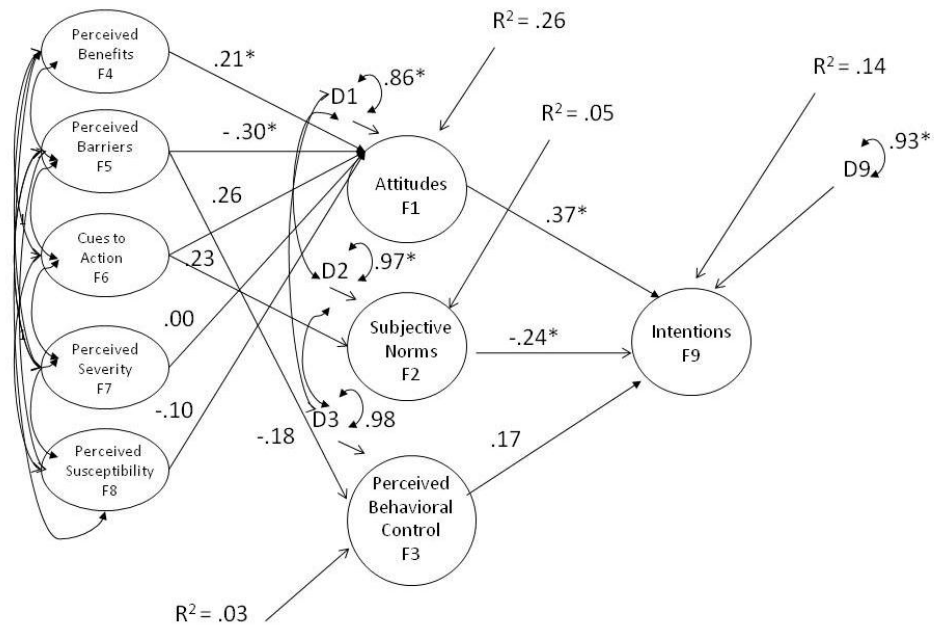 Perceived
Benefits
F4
Perceived
Barriers
F5
Cues to
Action
F6
Perceived
Severity
F7
Perceived
Susceptibility
F8
.21*
- .30*
.26
.23
.00
-.10
-.18
D1
.86*
D2
.97*
D3
.98
R² = .26
R² = .05
R² = .14
R² = .03
Attitudes
F1
Subjective
Norms
F2
Perceived
Behavioral
Control
F3
.37*
-.24*
.17
D9
.93*
Intentions
F9